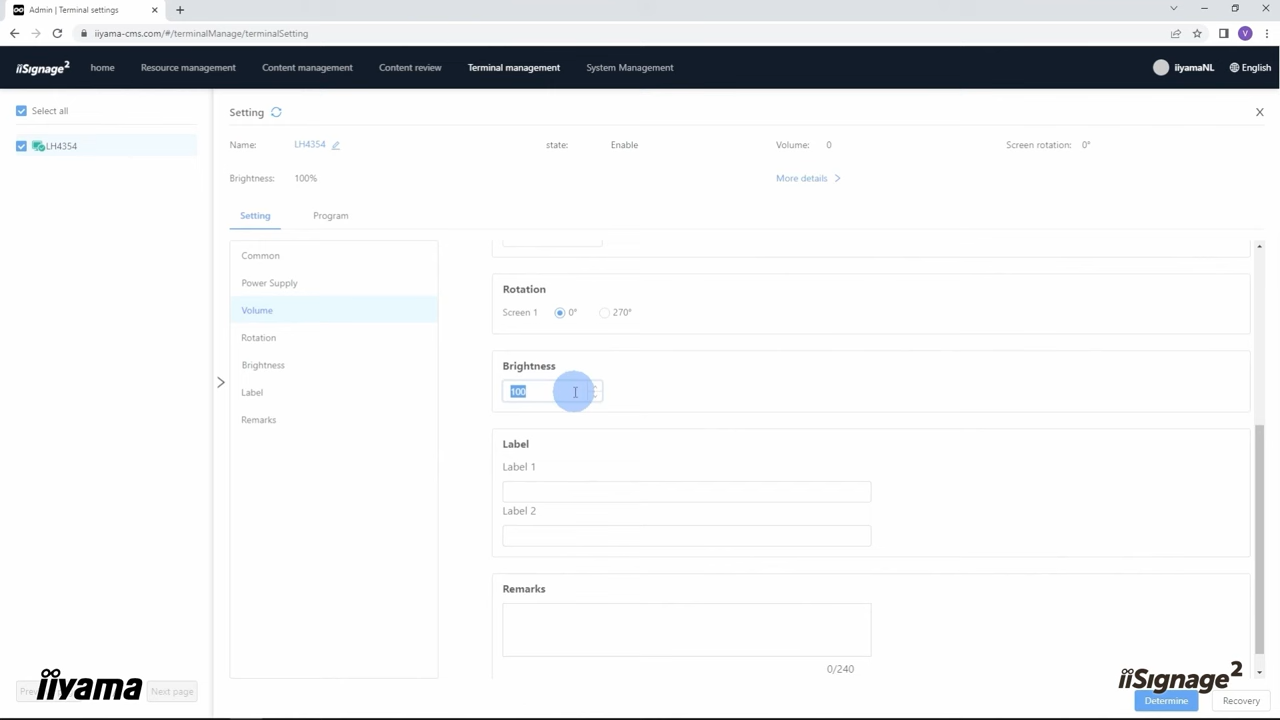 Admin | Terminal settings
iiyama-cms.com/#/terminalManage/terminalSetting
V
iiSignage²
home
Resource management
Content management
Content review
Terminal management
System Management
iiyamaNL
English
Select all
LH4354
Setting
Name: LH4354
state: Enable
Volume: 0
Screen rotation: 0°
Brightness: 100%
More details
Setting
Program
Common
Power Supply
Volume
Rotation
Brightness
Label
Remarks
Rotation
Screen 1 0° 270°
Brightness
100
Label
Label 1
Label 2
Remarks
0/240
iiyama
Next page
iiSignage²
Determine
Recovery